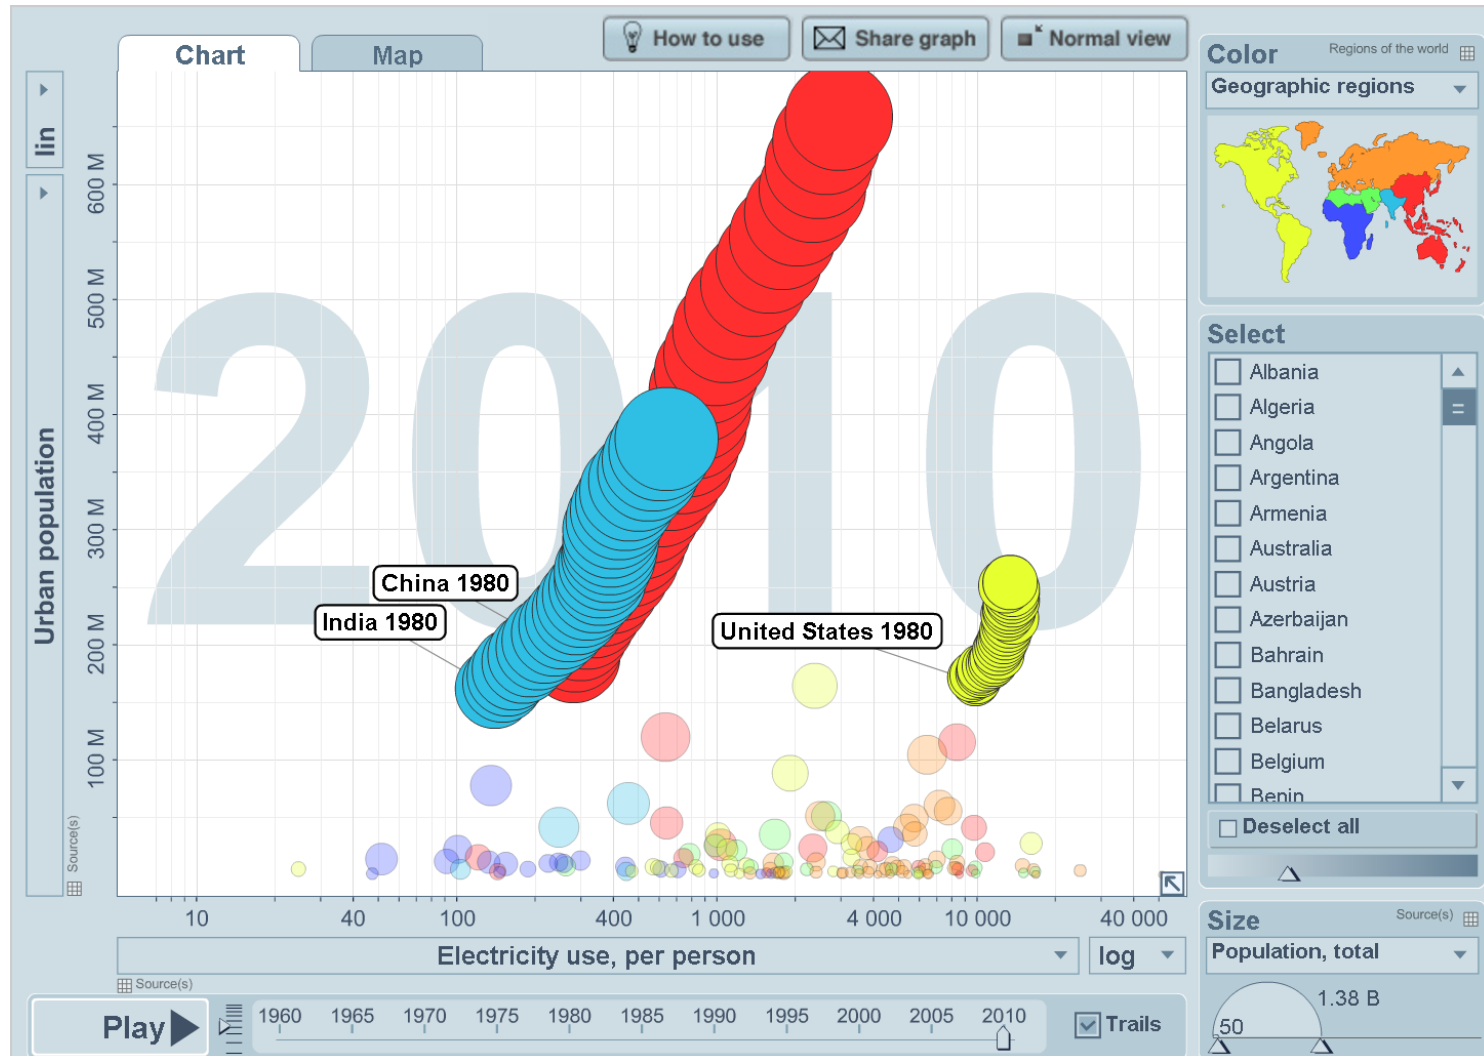 Chart
Map
How to use
Share graph
Normal view
Color
Regions of the world
Geographic regions
lin
Urban population
Source(s)
600 M
500 M
400 M
300 M
200 M
100 M
2010
China 1980
India 1980
United States 1980
10
40
100
400
1 000
4 000
10 000
40 000
Electricity use, per person
log
Source(s)
Select
Albania
Algeria
Angola
Argentina
Armenia
Australia
Austria
Azerbaijan
Bahrain
Bangladesh
Belarus
Belgium
Benin
Deselect all
Size
Source(s)
Population, total
1.38 B
50
Play
1960
1965
1970
1975
1980
1985
1990
1995
2000
2005
2010
Trails